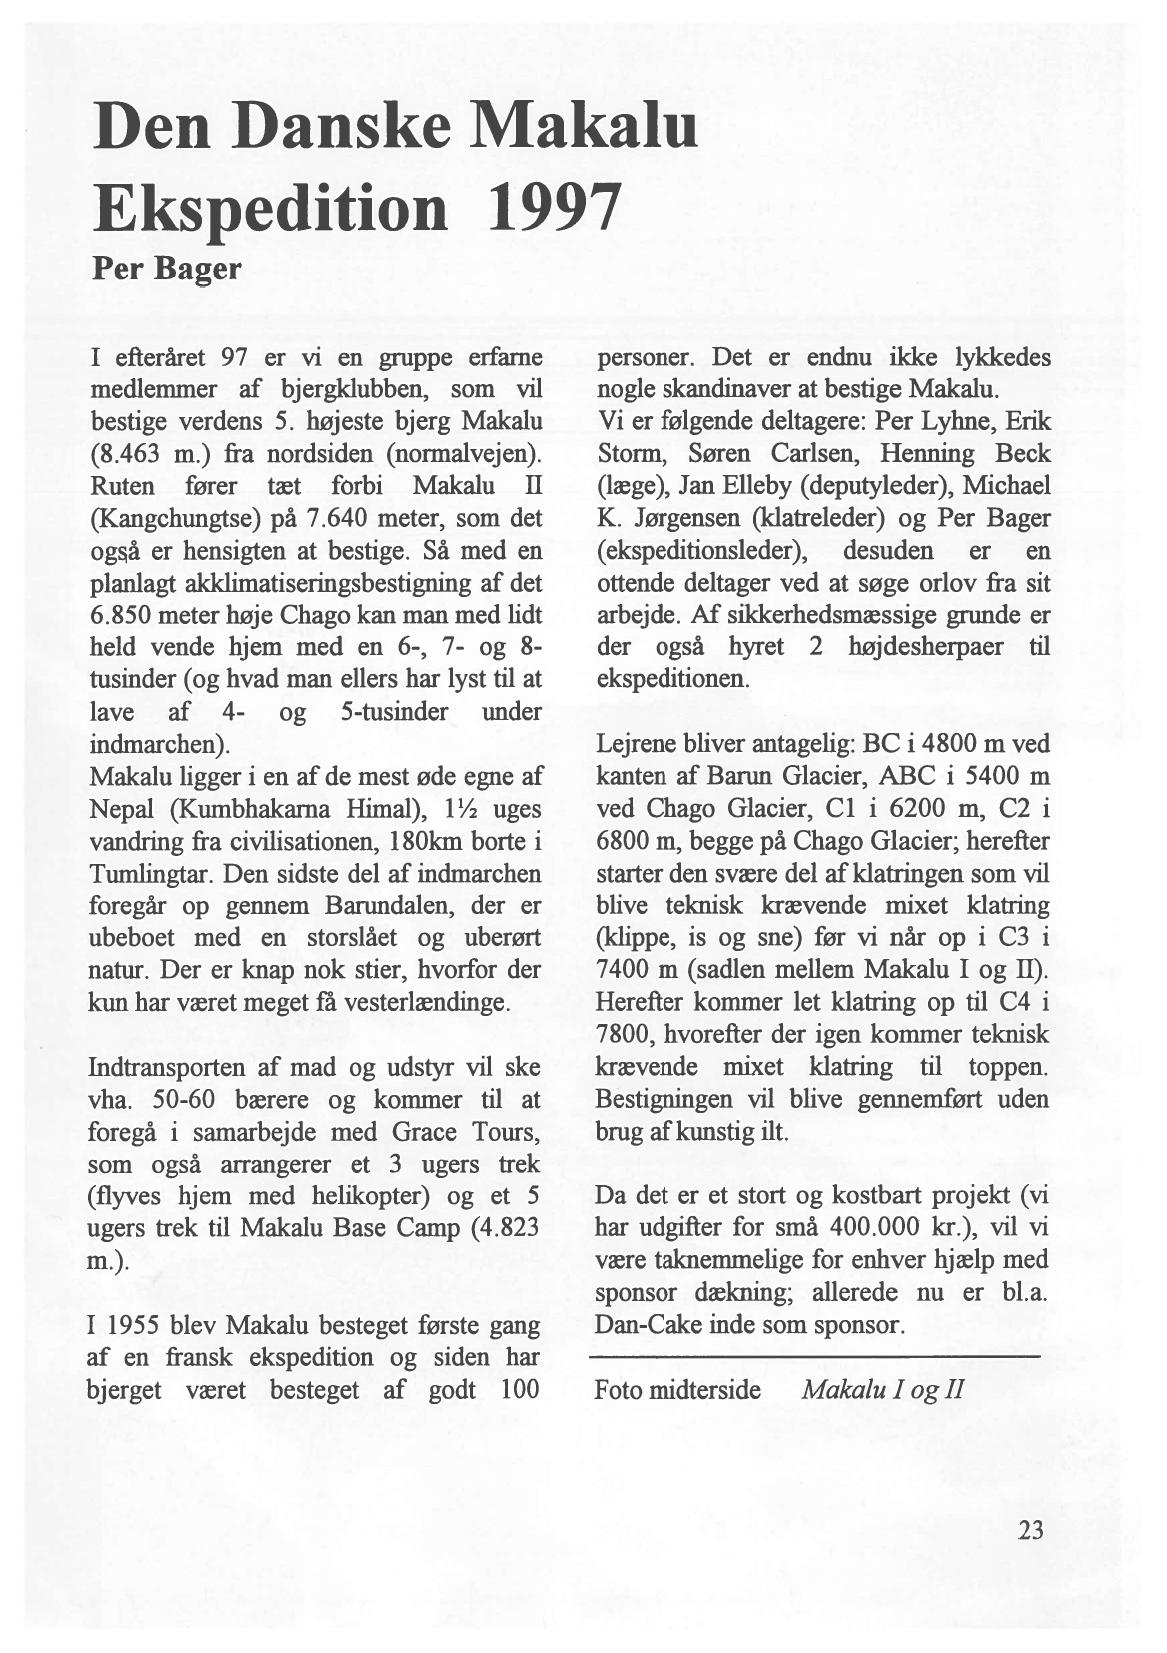 Den Danske Makalu
Ekspedition 1997
Per Bager
I efteråret 97 er vi en gruppe erfarne
medlemmer af bjergklubben, som vil
bestige verdens 5. højeste bjerg Makalu
(8.463 m.) fra nordsiden (normalvejen).
Ruten fører tæt forbi Makalu II
(Kangchungtse) på 7.640 meter, som det
også er hensigten at bestige. Så med en
planlagt akklimatiseringsbestigning af det
6.850 meter høje Chago kan man med lidt
held vende hjem med en 6-, 7- og 8-
tusinder (og hvad man ellers har lyst til at
lave af 4- og 5-tusinder under
indmarchen).
Makalu ligger i en af de mest øde egne af
Nepal (Kumbhakarna Himal), 1½ uges
vandring fra civilisationen, 180km borte i
Tumlingtar. Den sidste del af indmarchen
foregår op gennem Barundalen, der er
ubeboet med en storslået og uberørt
natur. Der er knap nok stier, hvorfor der
kun har været meget få vesterlændinge.
Indtransporten af mad og udstyr vil ske
vha. 50-60 bærere og kommer til at
foregå i samarbejde med Grace Tours,
som også arrangerer et 3 ugers trek
(flyves hjem med helikopter) og et 5
ugers trek til Makalu Base Camp (4.823
m.).
I 1955 blev Makalu besteget første gang
af en fransk ekspedition og siden har
bjerget været besteget af godt 100
personer. Det er endnu ikke lykkedes
nogle skandinaver at bestige Makalu.
Vi er følgende deltagere: Per Lyhne, Erik
Storm, Søren Carlsen, Henning Beck
(læge), Jan Elleby (deputyleder), Michael
K. Jørgensen (klatreleder) og Per Bager
(ekspeditionsleder), desuden er en
ottende deltager ved at søge orlov fra sit
arbejde. Af sikkerhedsmæssige grunde er
der også hyret 2 højdesherpaer til
ekspeditionen.
Lejrene bliver antagelig: BC i 4800 m ved
kanten af Barun Glacier, ABC i 5400 m
ved Chago Glacier, C1 i 6200 m, C2 i
6800 m, begge på Chago Glacier; herefter
starter den svære del af klatringen som vil
blive teknisk krævende mixet klatring
(klippe, is og sne) før vi når op i C3 i
7400 m (sadlen mellem Makalu I og II).
Herefter kommer let klatring op til C4 i
7800, hvorefter der igen kommer teknisk
krævende mixet klatring til toppen.
Bestigningen vil blive gennemført uden
brug af kunstig ilt.
Da det er et stort og kostbart projekt (vi
har udgifter for små 400.000 kr.), vil vi
være taknemmelige for enhver hjælp med
sponsor dækning; allerede nu er bl.a.
Dan-Cake inde som sponsor.
Foto midterside Makalu I og II
23